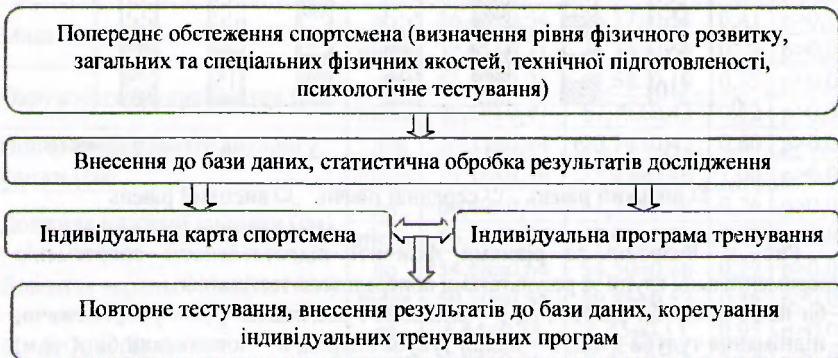 Попереднє обстеження спортсмена (визначення рівня фізичного розвитку,
загальних та спеціальних фізичних якостей, технічної підготовленості,
психологічне тестування)
Внесення до бази даних, статистична обробка результатів дослідження
Індивідуальна карта спортсмена
Індивідуальна програма тренування
Повторне тестування, внесення результатів до бази даних, корегування
індивідуальних тренувальних програм